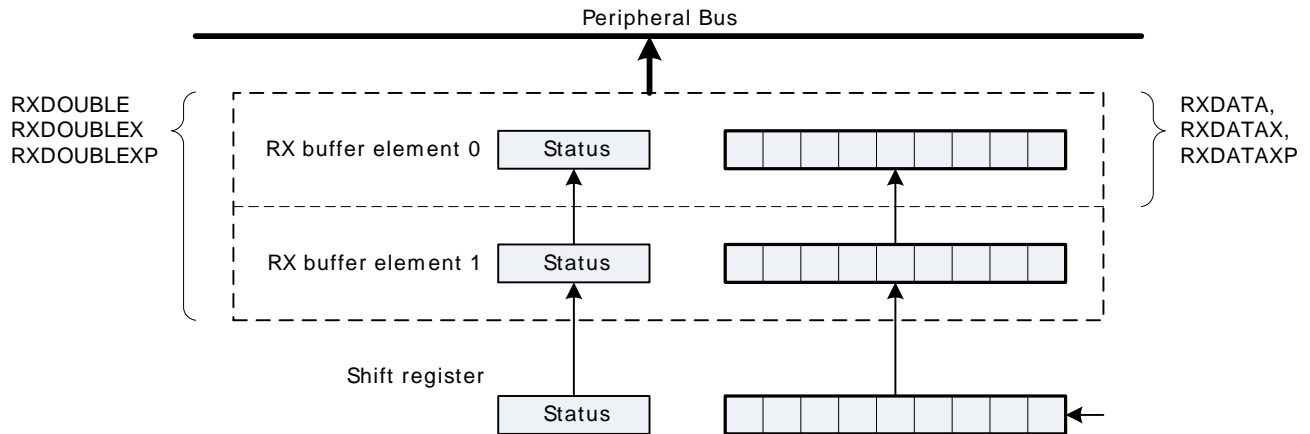 Peripheral Bus
RXDOUBLE
RXDOUBLEX
RXDOUBLEXP
RXDATA,
RXDATAX,
RXDATAXP
RX buffer element 0
Status
RX buffer element 1
Status
Shift register
Status